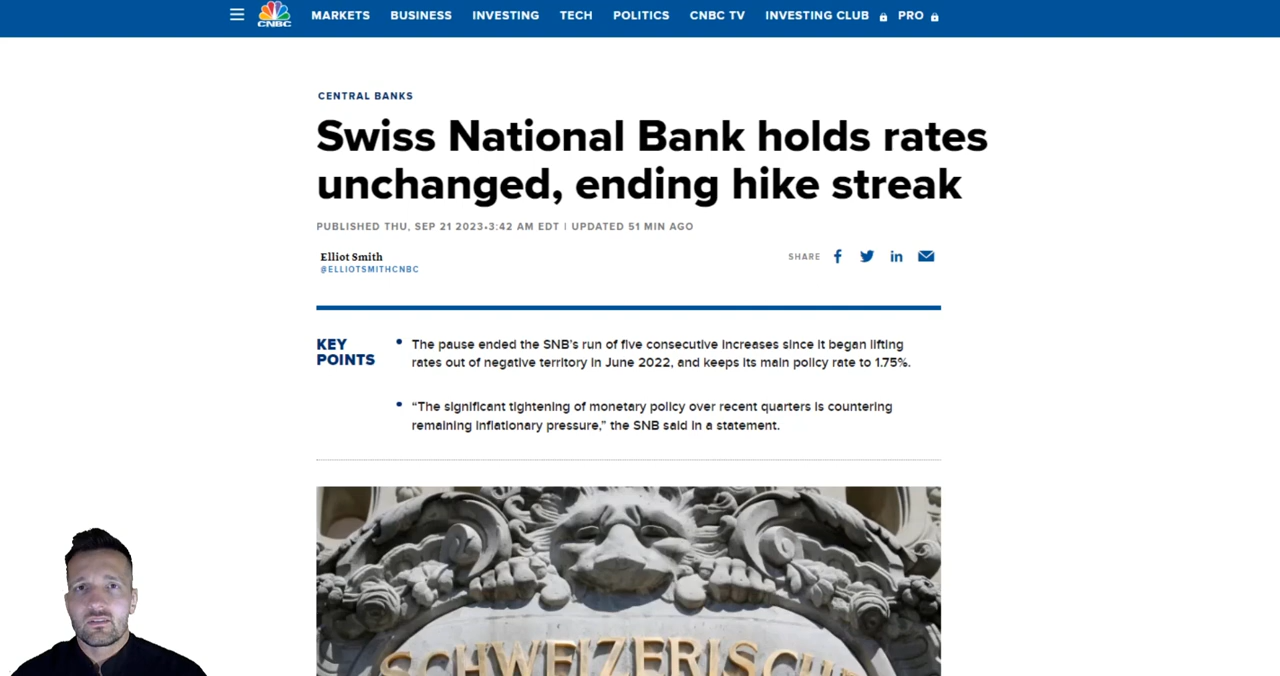 CNBC
MARKETS BUSINESS INVESTING TECH POLITICS CNBC TV INVESTING CLUB PRO
CENTRAL BANKS
Swiss National Bank holds rates
unchanged, ending hike streak
PUBLISHED THU, SEP 21 2023•3:42 AM EDT | UPDATED 51 MIN AGO
Elliot Smith
@ELLIOTSMITHCNBC
SHARE f in
KEY
POINTS
• The pause ended the SNB's run of five consecutive increases since it began lifting
rates out of negative territory in June 2022, and keeps its main policy rate to 1.75%.
• “The significant tightening of monetary policy over recent quarters is countering
remaining inflationary pressure,” the SNB said in a statement.
SCHWEIZERISCHE